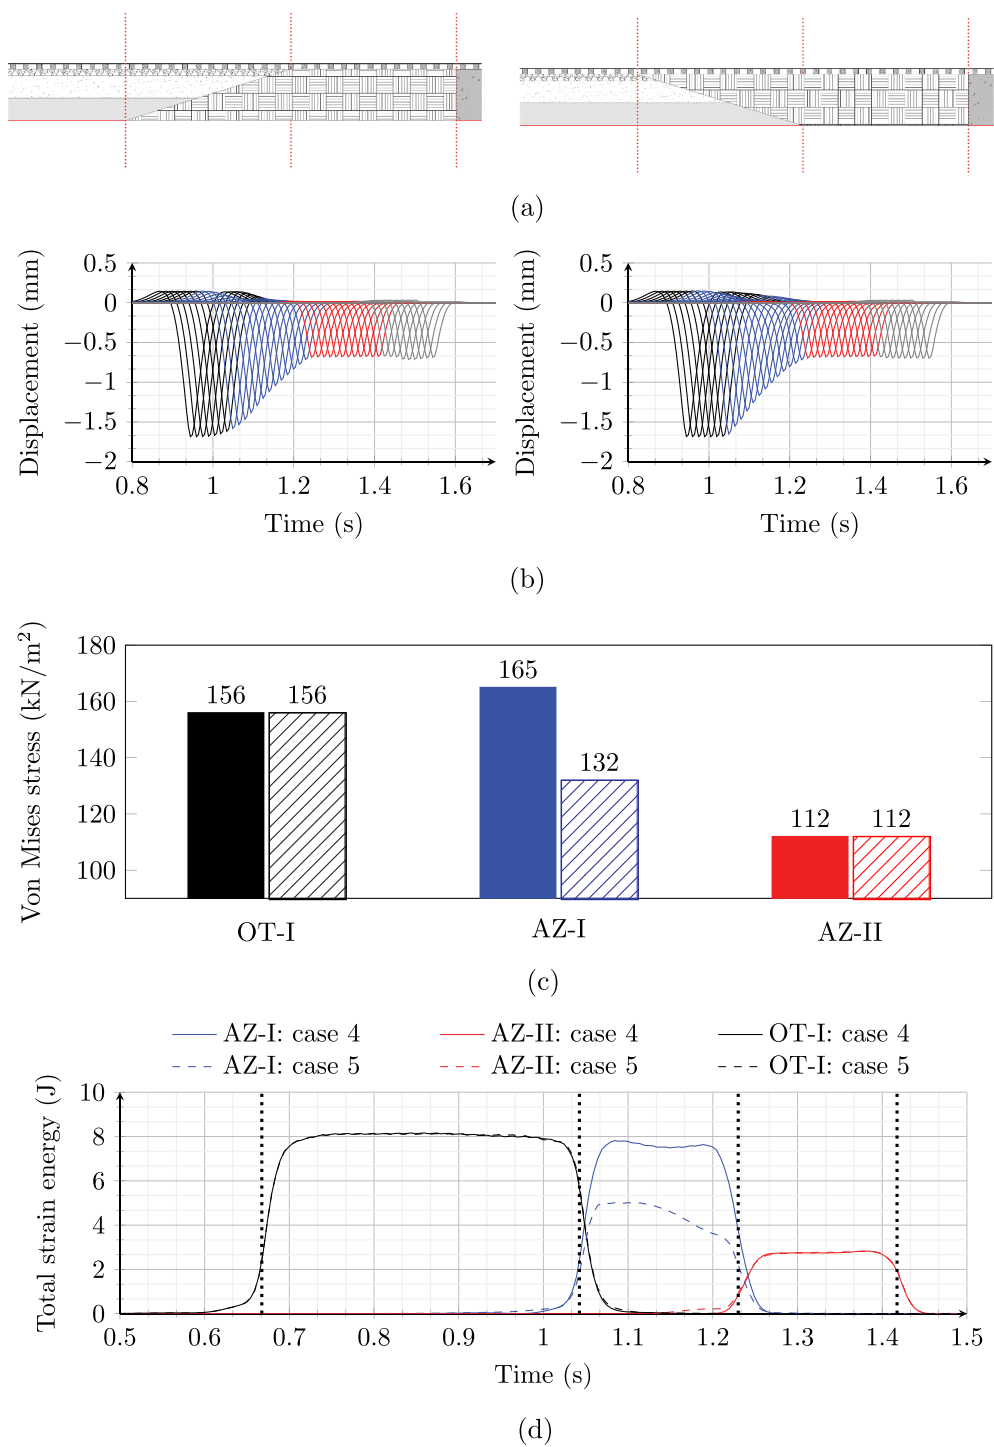 (a)
Displacement (mm)
0.5
0
−0.5
−1
−1.5
−2
0.8 1 1.2 1.4 1.6
Time (s)
Displacement (mm)
0.5
0
−0.5
−1
−1.5
−2
0.8 1 1.2 1.4 1.6
Time (s)
(b)
Von Mises stress (kN/m²)
180
160
140
120
100
156 156
165
132
112 112
OT-I AZ-I AZ-II
(c)
AZ-I: case 4 AZ-II: case 4 OT-I: case 4
AZ-I: case 5 AZ-II: case 5 OT-I: case 5
Total strain energy (J)
10
8
6
4
2
0
0.5 0.6 0.7 0.8 0.9 1 1.1 1.2 1.3 1.4 1.5
Time (s)
(d)